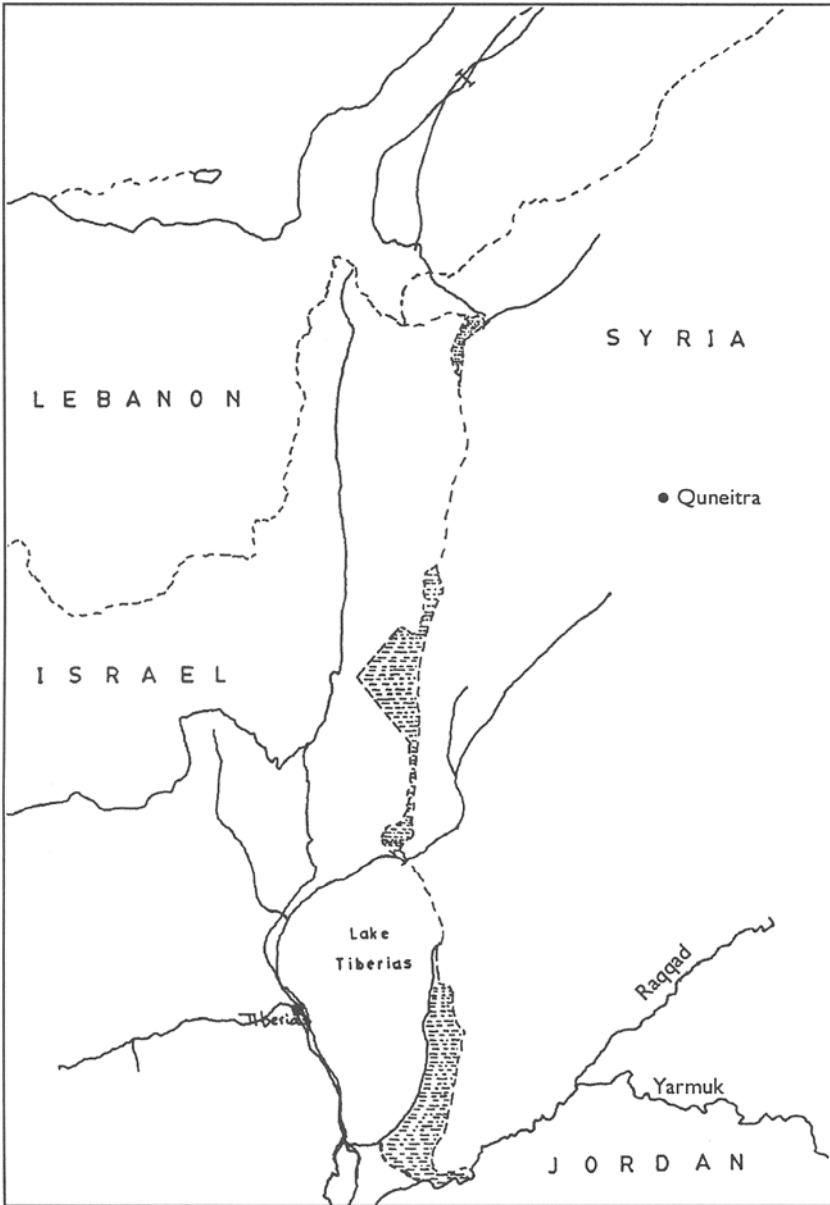 SYRIA
LEBANON
Quneitra
ISRAEL
Lake
Tiberias
Raqqad
Tiberias
Yarmuk
JORDAN